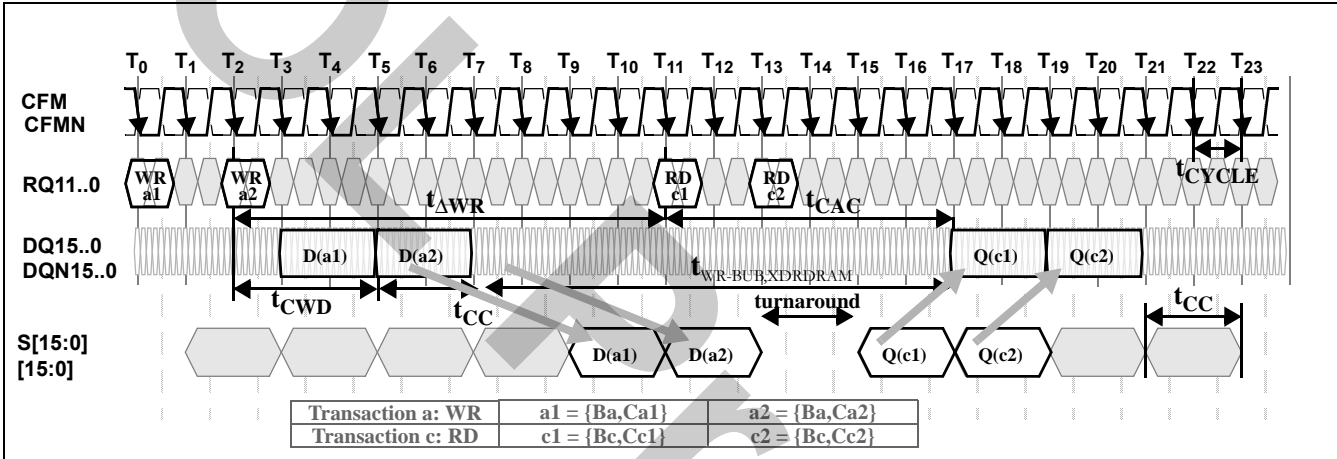 T0 T1 T2 T3 T4 T5 T6 T7 T8 T9 T10 T11 T12 T13 T14 T15 T16 T17 T18 T19 T20 T21 T22 T23
CFM
CFMN
RQ11..0
WR a1
WR a2
RD c1
RD c2
tCYCLE
tΔWR
tCAC
DQ15..0
DQN15..0
D(a1)
D(a2)
Q(c1)
Q(c2)
tWR-BUB,XDRDRAM
tCWD
tCC
turnaround
tCC
S[15:0]
[15:0]
D(a1)
D(a2)
Q(c1)
Q(c2)
Transaction a: WR a1 = {Ba,Ca1} a2 = {Ba,Ca2}
Transaction c: RD c1 = {Bc,Cc1} c2 = {Bc,Cc2}